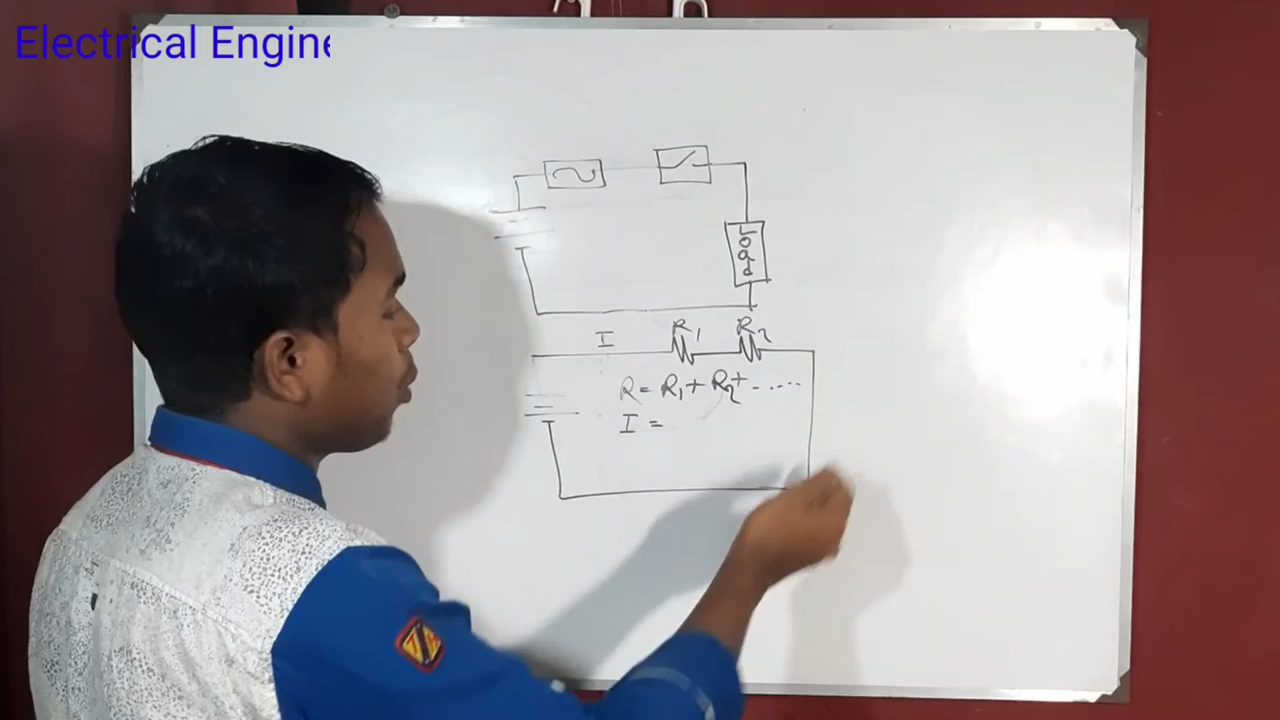 Electrical Engine
Load
I R₁ R₂
R = R₁ + R₂ + .....
I =